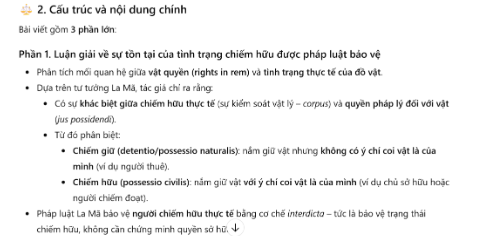 ⚖️ 2. Cấu trúc và nội dung chính
Bài viết gồm 3 phần lớn:
Phần 1. Luận giải về sự tồn tại của tình trạng chiếm hữu được pháp luật bảo vệ
• Phân tích mối quan hệ giữa vật quyền (rights in rem) và tình trạng thực tế của đồ vật.
• Dựa trên tư tưởng La Mã, tác giả chỉ ra rằng:
• Có sự khác biệt giữa chiếm hữu thực tế (sự kiểm soát vật lý – corpus) và quyền pháp lý đối với vật
(jus possidendi).
• Từ đó phân biệt:
• Chiếm giữ (detentio/possessio naturalis): nắm giữ vật nhưng không có ý chí coi vật là của
mình (ví dụ người thuê).
• Chiếm hữu (possessio civilis): nắm giữ vật với ý chí coi vật là của mình (ví dụ chủ sở hữu hoặc
người chiếm đoạt).
• Pháp luật La Mã bảo vệ người chiếm hữu thực tế bằng cơ chế interdicta – tức là bảo vệ trạng thái
chiếm hữu, không cần chứng minh quyền sở hữ.